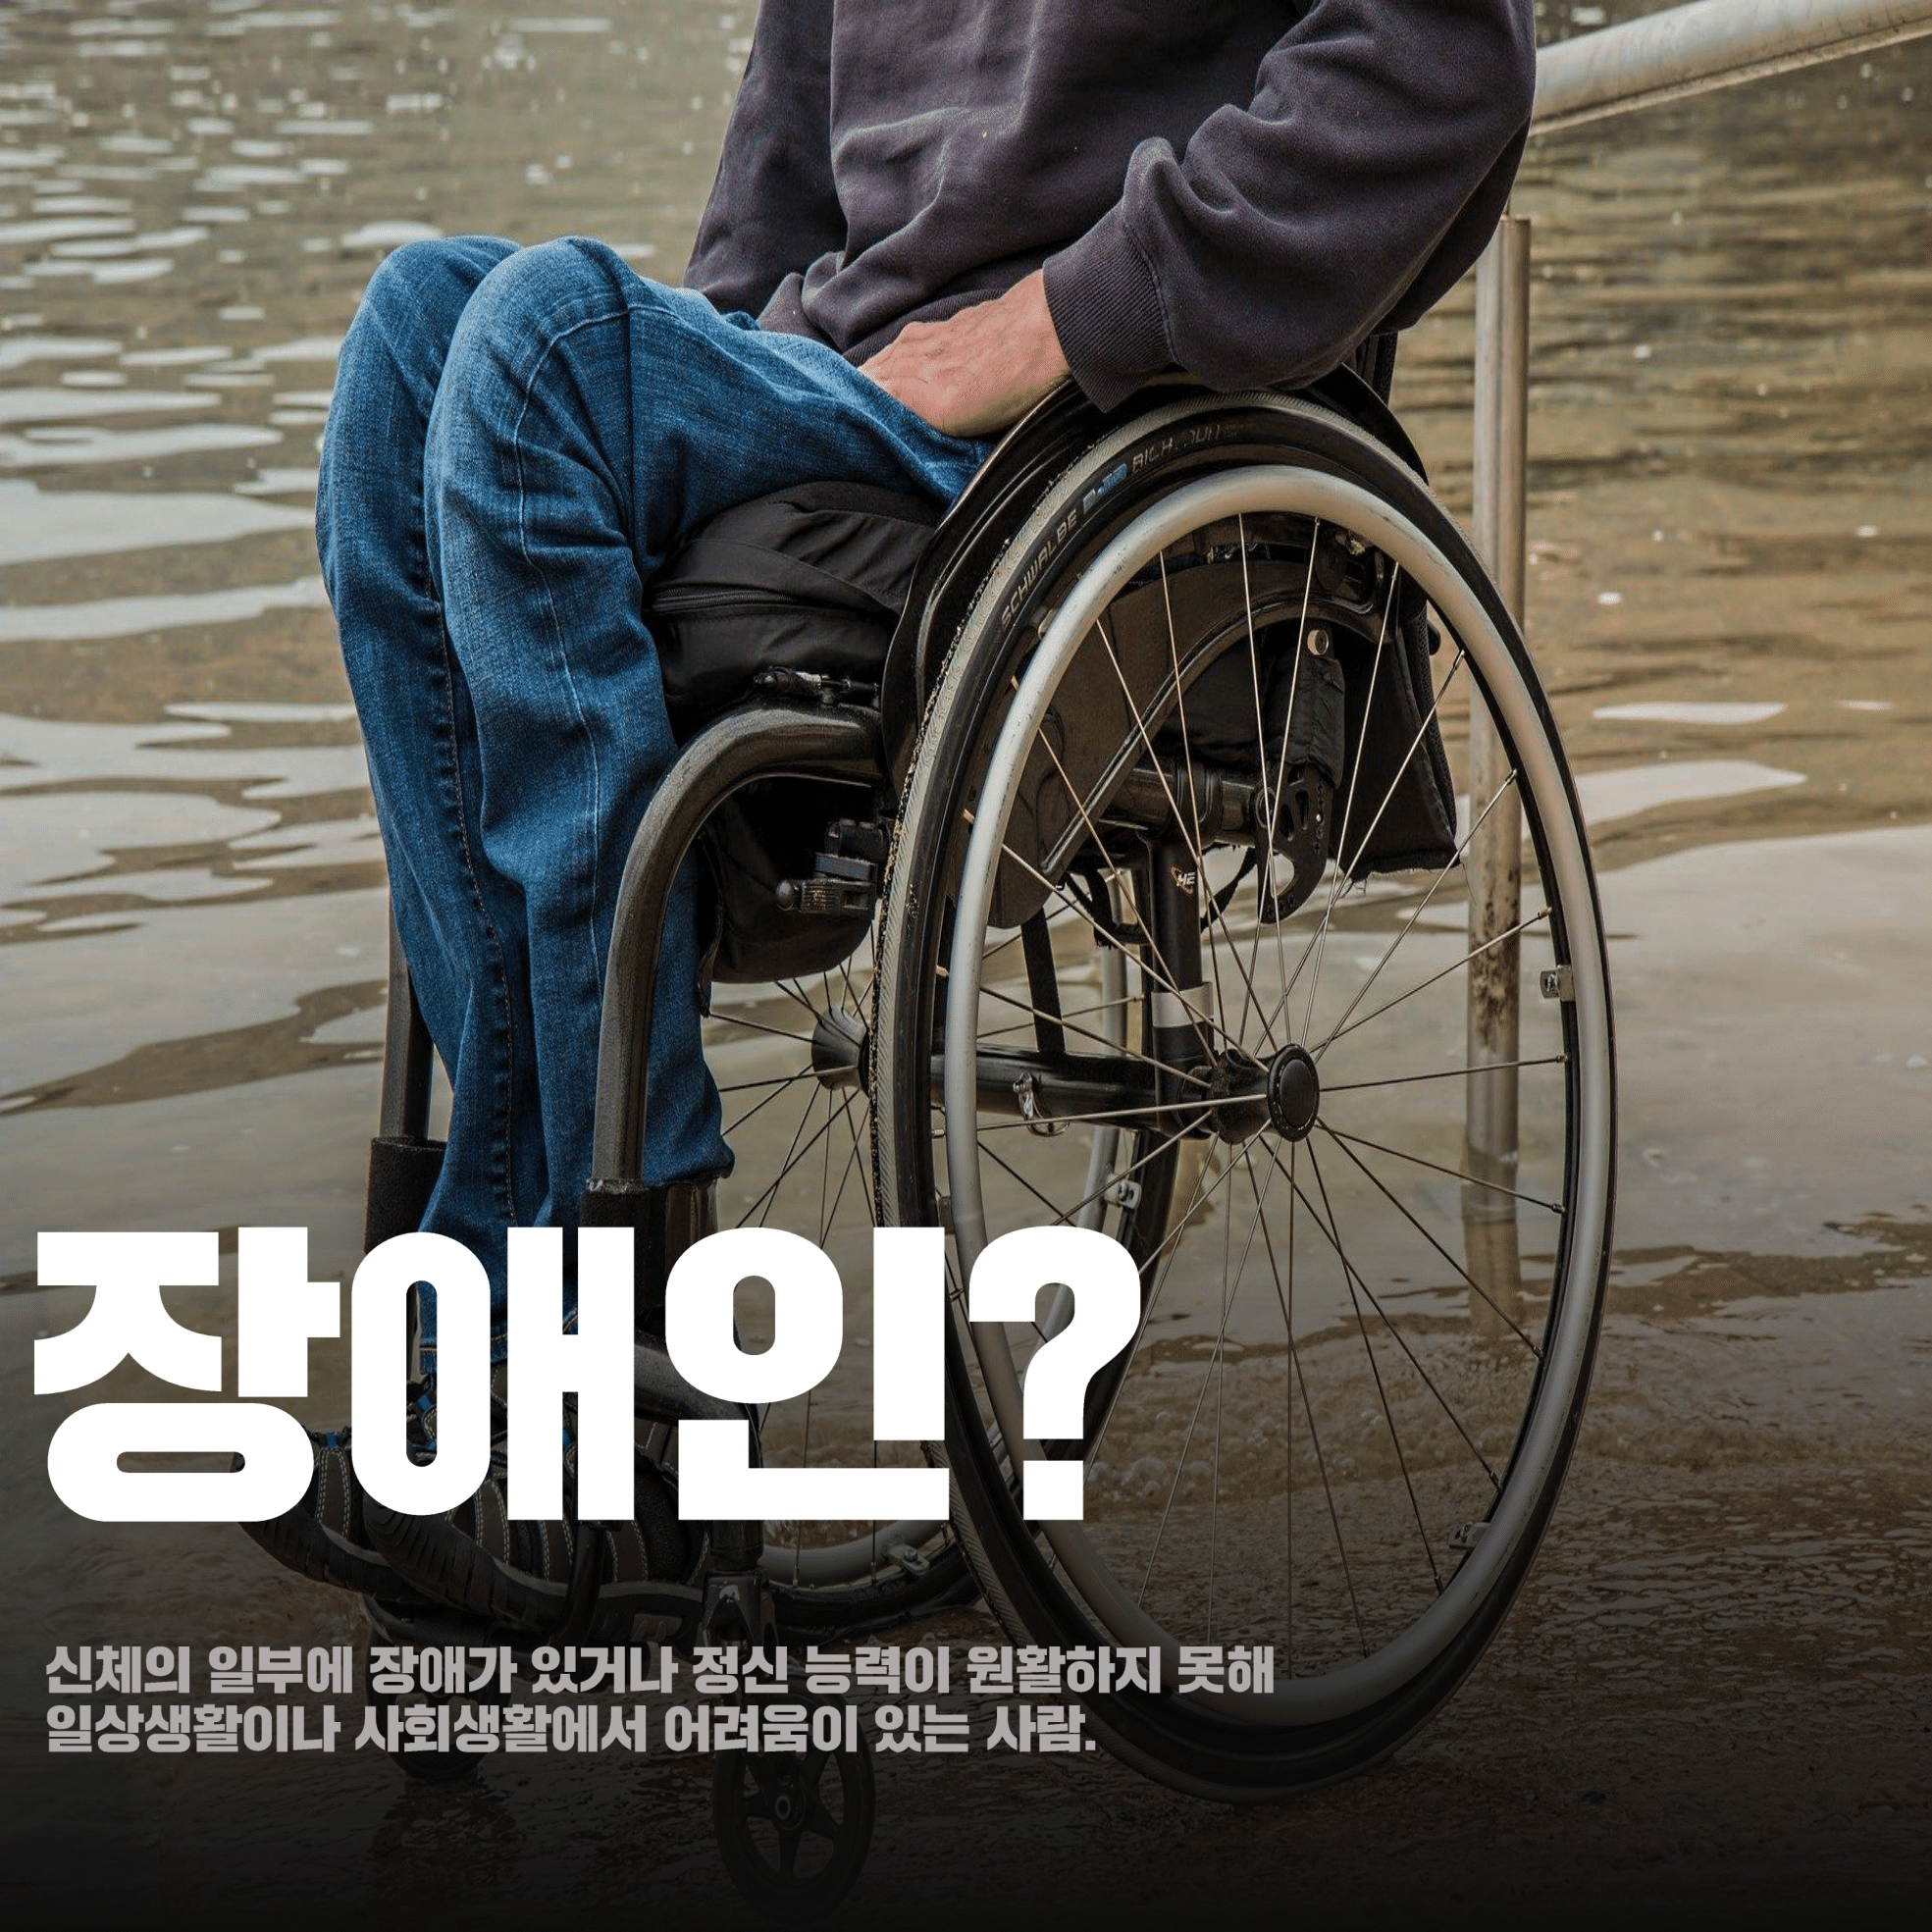 SCHWALBE
장애인?
신체의 일부에 장애가 있거나 정신 능력이 원활하지 못해
일상생활이나 사회생활에서 어려움이 있는 사람.